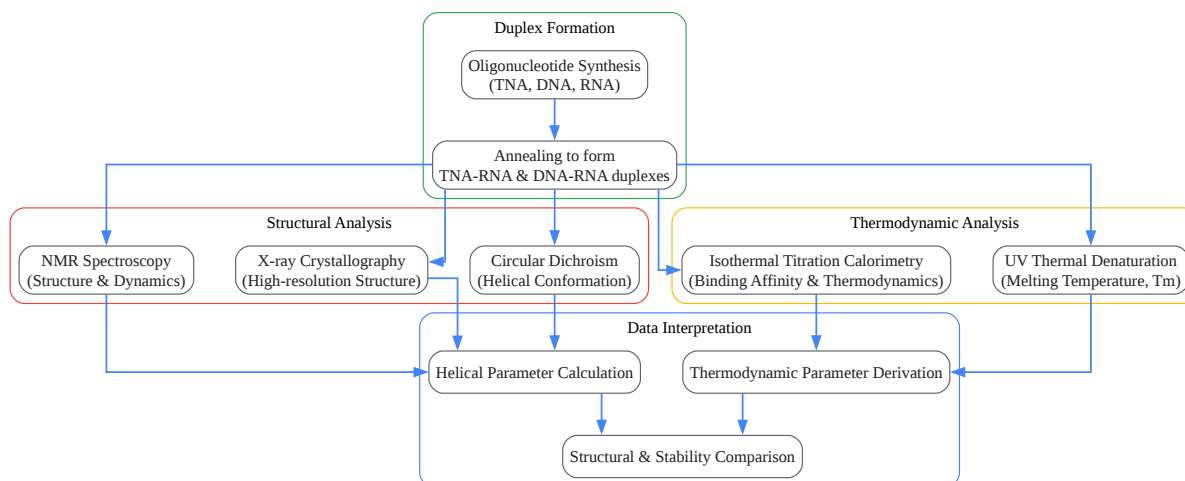 Duplex Formation
Oligonucleotide Synthesis
(TNA, DNA, RNA)
Annealing to form
TNA-RNA & DNA-RNA duplexes
Structural Analysis
Thermodynamic Analysis
NMR Spectroscopy
(Structure & Dynamics)
X-ray Crystallography
(High-resolution Structure)
Circular Dichroism
(Helical Conformation)
Isothermal Titration Calorimetry
(Binding Affinity & Thermodynamics)
UV Thermal Denaturation
(Melting Temperature, Tm)
Data Interpretation
Helical Parameter Calculation
Thermodynamic Parameter Derivation
Structural & Stability Comparison